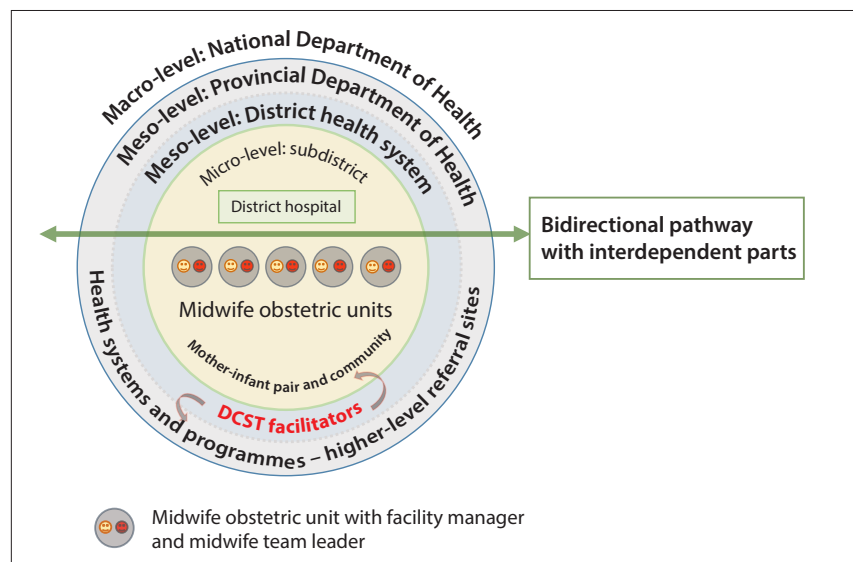 Macro-level: National Department of Health
Meso-level: Provincial Department of Health
Meso-level: District health system
Micro-level: subdistrict
District hospital
Bidirectional pathway
with interdependent parts
Midwife obstetric units
Mother-infant pair and community
DCST facilitators
Health systems and programmes – higher-level referral sites
Midwife obstetric unit with facility manager
and midwife team leader